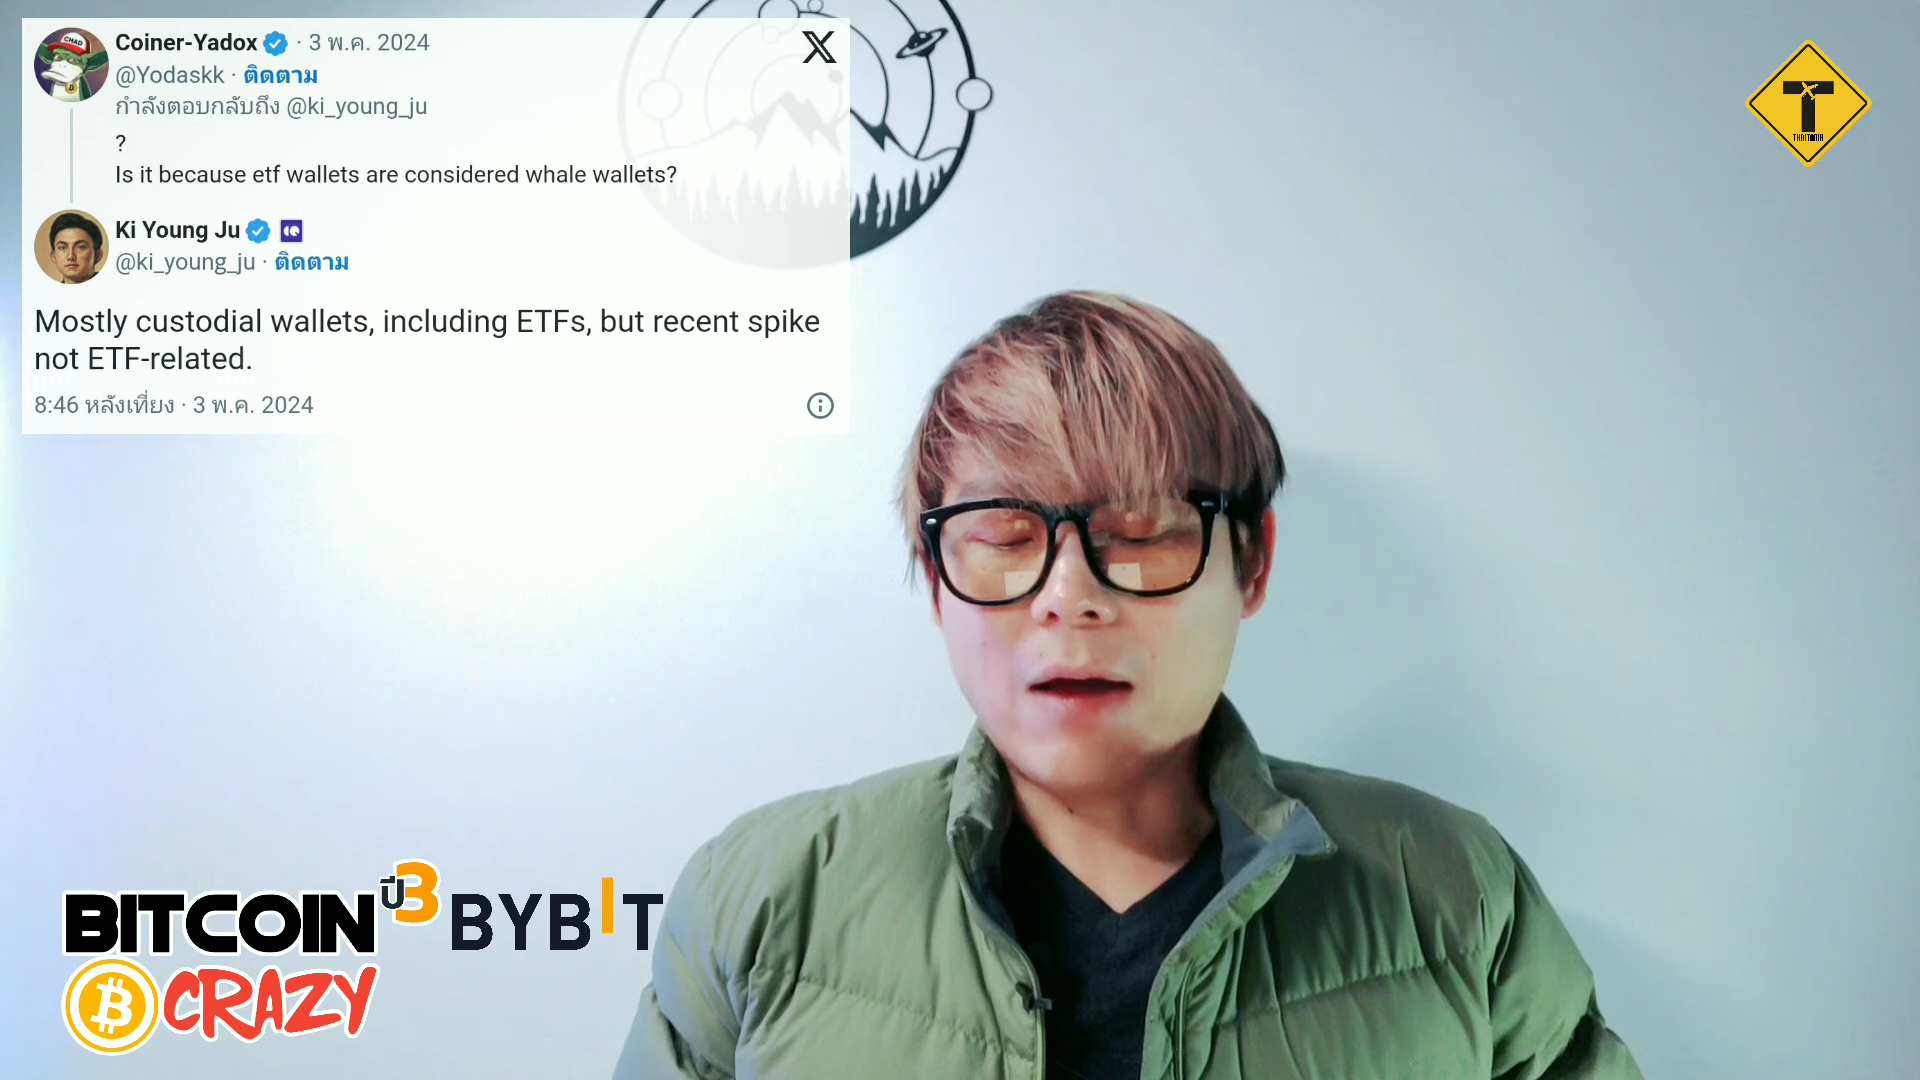 Coiner-Yadox · 3 พ.ค. 2024
@Yodaskk · ติดตาม
กำลังตอบกลับถึง @ki_young_ju
?
Is it because etf wallets are considered whale wallets?
Ki Young Ju
@ki_young_ju · ติดตาม
Mostly custodial wallets, including ETFs, but recent spike
not ETF-related.
8:46 หลังเที่ยง · 3 พ.ค. 2024
CHAD
T
THAITANIA
BITCOIN ปี 3 BYBIT
CRAZY